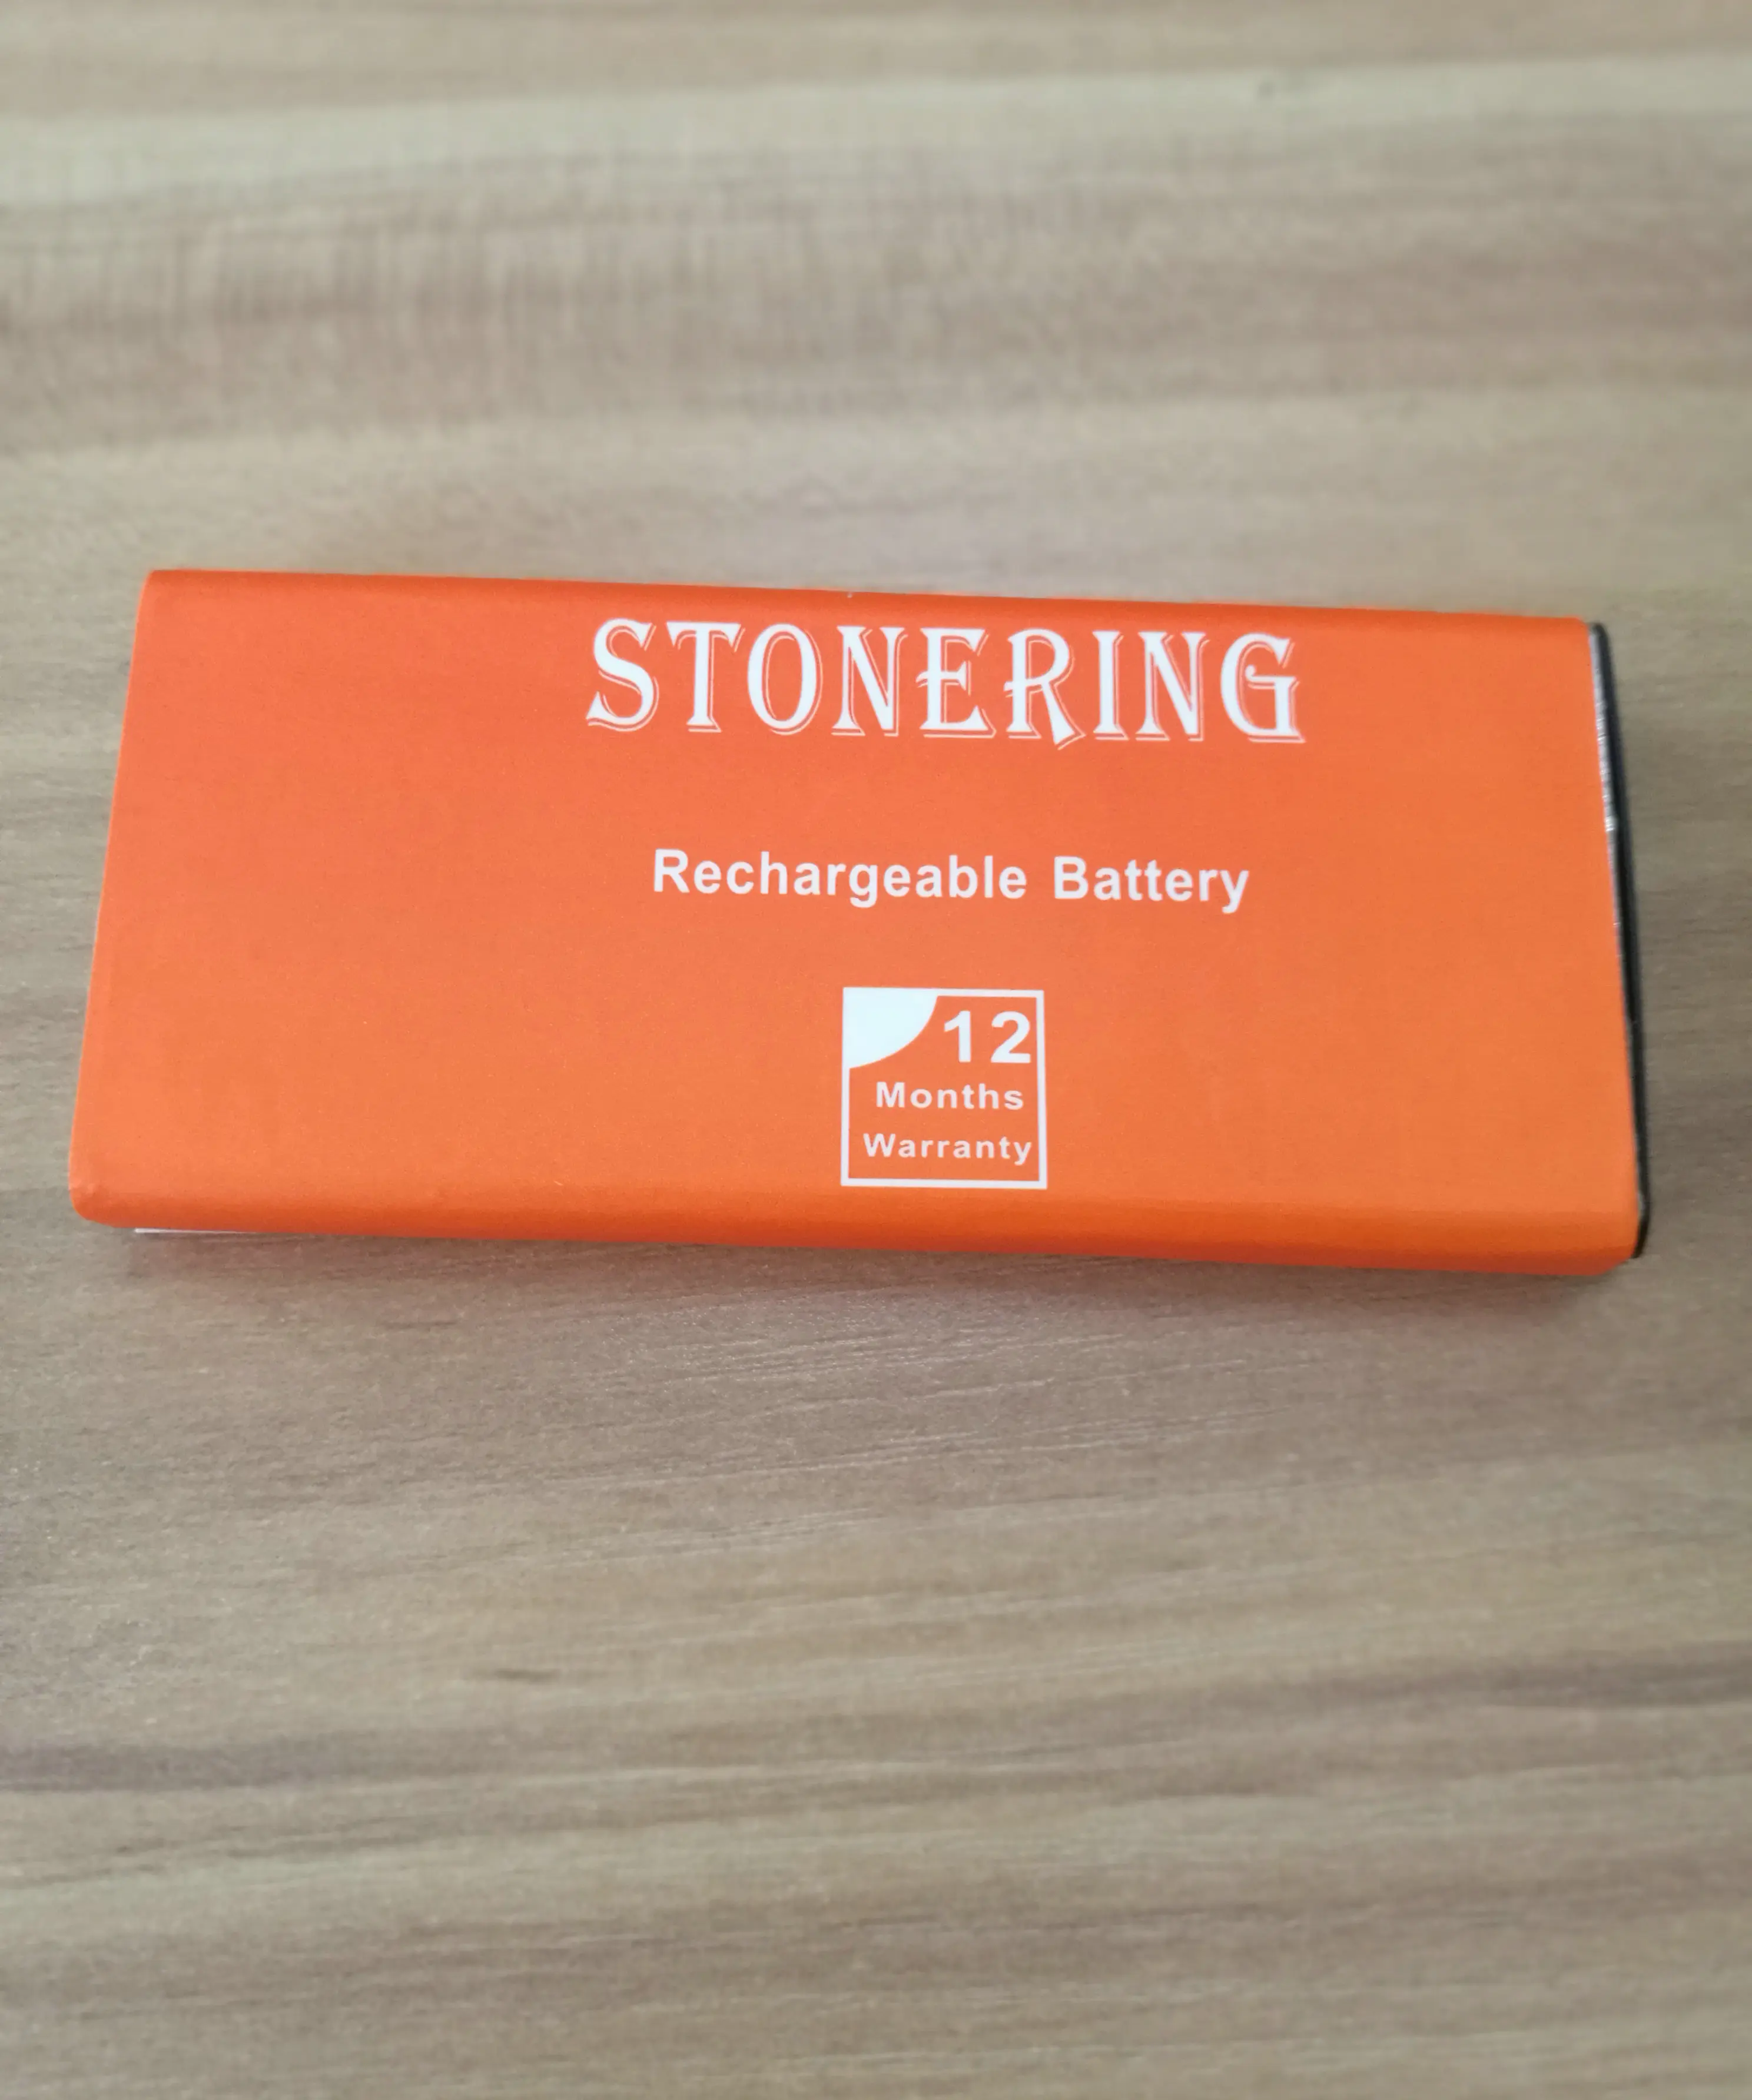 STONERING
Rechargeable Battery
12
Months
Warranty